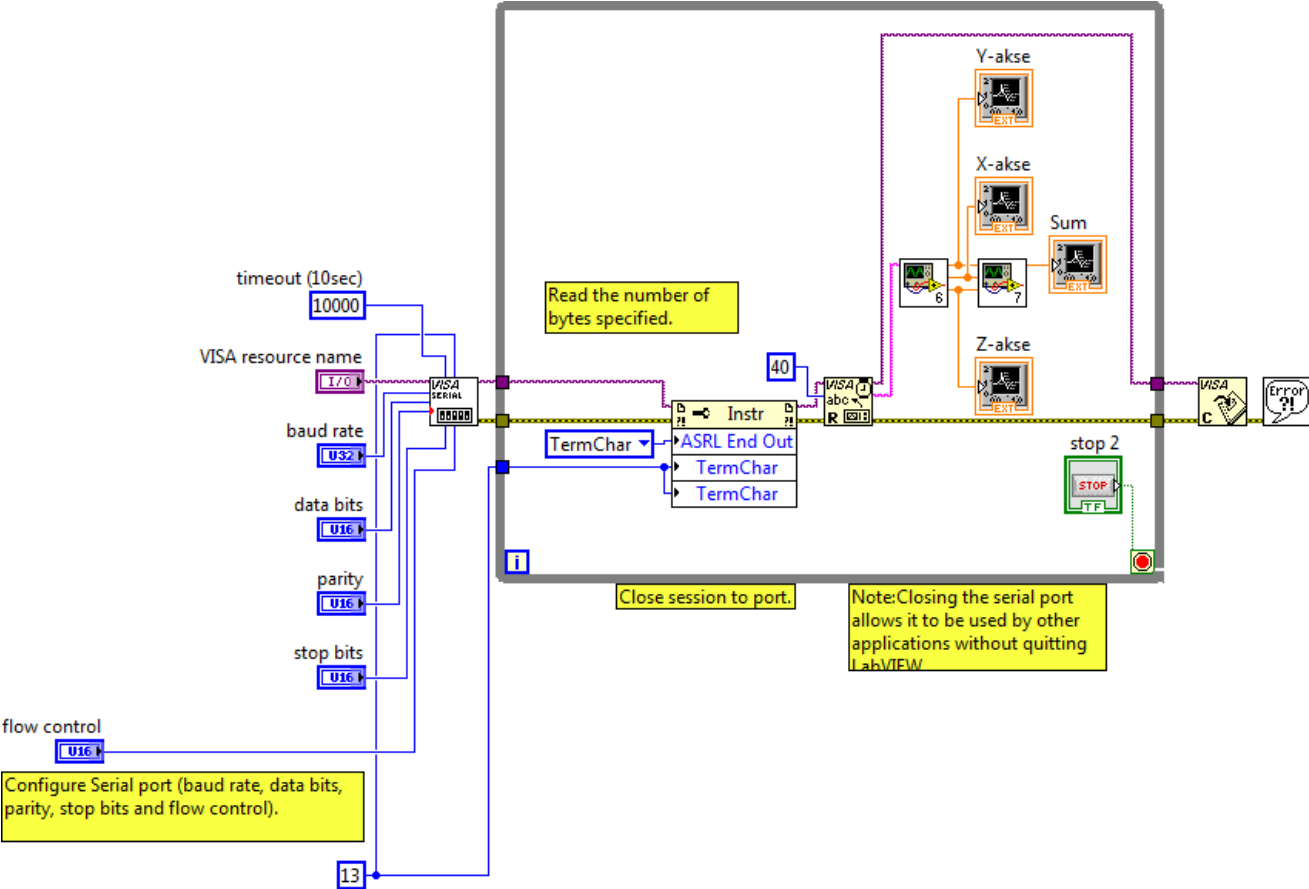 Y-akse
EXT
X-akse
EXT
Sum
EXT
timeout (10sec)
10000
Read the number of
bytes specified.
6
7
VISA resource name
I/O
VISA
SERIAL
Z-akse
EXT
40
VISA
abc
R
VISA
C
Error
?!
Instr
baud rate
U32
TermChar
ASRL End Out
TermChar
TermChar
stop 2
STOP
TF
data bits
U16
i
parity
U16
Close session to port.
Note:Closing the serial port
allows it to be used by other
applications without quitting
LabVIEW
stop bits
U16
flow control
U16
Configure Serial port (baud rate, data bits,
parity, stop bits and flow control).
13